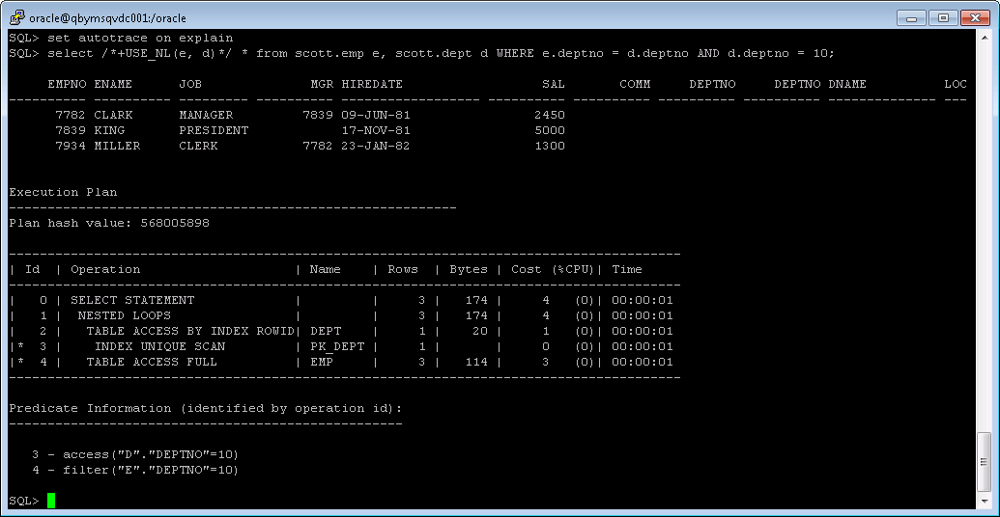 oracle@qbymsqvdc001:/oracle
SQL> set autotrace on explain
SQL> select /*+USE_NL(e, d)*/ * from scott.emp e, scott.dept d WHERE e.deptno = d.deptno AND d.deptno = 10;
     EMPNO ENAME      JOB              MGR HIREDATE                  SAL       COMM     DEPTNO     DEPTNO DNAME          LOC
---------- ---------- --------- ---------- ------------------ ---------- ---------- ---------- ---------- -------------- ---
      7782 CLARK      MANAGER         7839 09-JUN-81                2450
      7839 KING       PRESIDENT            17-NOV-81                5000
      7934 MILLER     CLERK           7782 23-JAN-82                1300
Execution Plan
----------------------------------------------------------
Plan hash value: 568005898
---------------------------------------------------------------------------------------
| Id  | Operation                    | Name    | Rows  | Bytes | Cost (%CPU)| Time
---------------------------------------------------------------------------------------
|   0 | SELECT STATEMENT             |         |     3 |   174 |     4   (0)| 00:00:01
|   1 |  NESTED LOOPS                |         |     3 |   174 |     4   (0)| 00:00:01
|   2 |   TABLE ACCESS BY INDEX ROWID| DEPT    |     1 |    20 |     1   (0)| 00:00:01
|*  3 |    INDEX UNIQUE SCAN         | PK_DEPT |     1 |       |     0   (0)| 00:00:01
|*  4 |   TABLE ACCESS FULL          | EMP     |     3 |   114 |     3   (0)| 00:00:01
---------------------------------------------------------------------------------------
Predicate Information (identified by operation id):
---------------------------------------------------
   3 - access("D"."DEPTNO"=10)
   4 - filter("E"."DEPTNO"=10)
SQL>